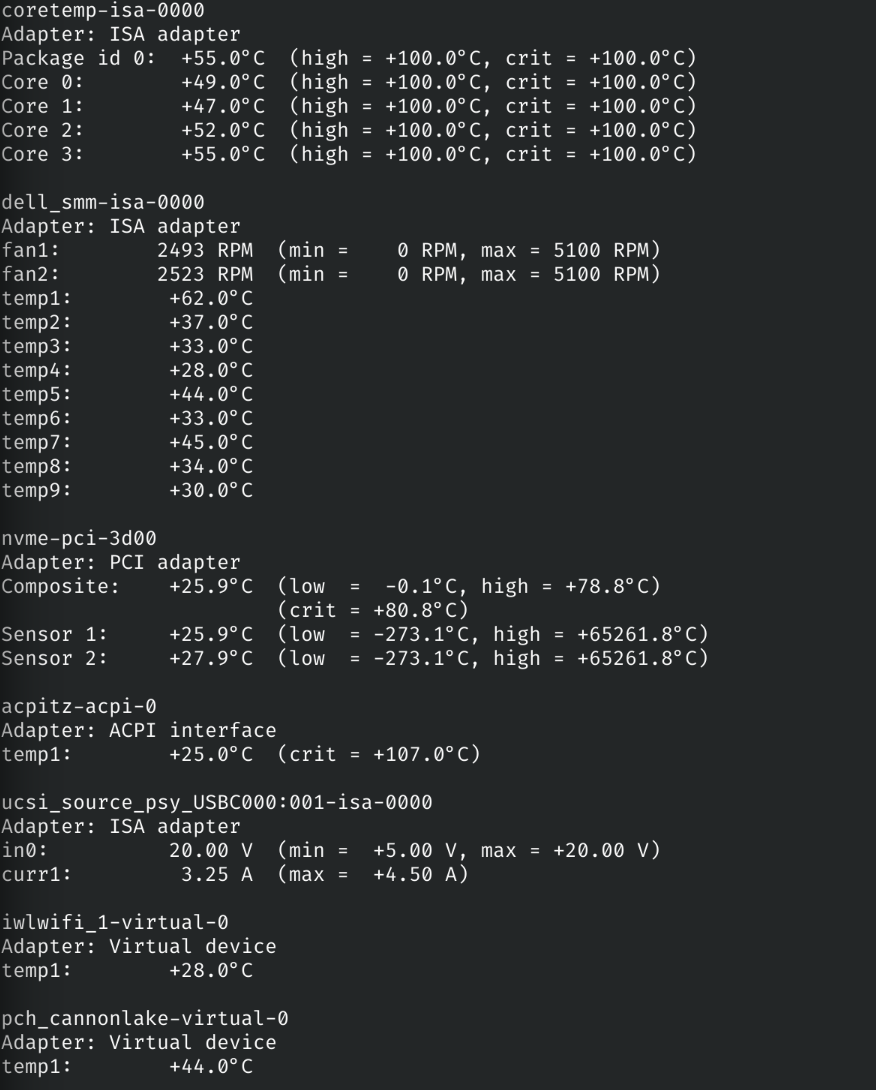 coretemp-isa-0000
Adapter: ISA adapter
Package id 0:  +55.0°C  (high = +100.0°C, crit = +100.0°C)
Core 0:        +49.0°C  (high = +100.0°C, crit = +100.0°C)
Core 1:        +47.0°C  (high = +100.0°C, crit = +100.0°C)
Core 2:        +52.0°C  (high = +100.0°C, crit = +100.0°C)
Core 3:        +55.0°C  (high = +100.0°C, crit = +100.0°C)

dell_smm-isa-0000
Adapter: ISA adapter
fan1:        2493 RPM  (min =    0 RPM, max = 5100 RPM)
fan2:        2523 RPM  (min =    0 RPM, max = 5100 RPM)
temp1:        +62.0°C
temp2:        +37.0°C
temp3:        +33.0°C
temp4:        +28.0°C
temp5:        +44.0°C
temp6:        +33.0°C
temp7:        +45.0°C
temp8:        +34.0°C
temp9:        +30.0°C

nvme-pci-3d00
Adapter: PCI adapter
Composite:    +25.9°C  (low  =  -0.1°C, high = +78.8°C)
                       (crit = +80.8°C)
Sensor 1:     +25.9°C  (low  = -273.1°C, high = +65261.8°C)
Sensor 2:     +27.9°C  (low  = -273.1°C, high = +65261.8°C)

acpitz-acpi-0
Adapter: ACPI interface
temp1:        +25.0°C  (crit = +107.0°C)

ucsi_source_psy_USBC000:001-isa-0000
Adapter: ISA adapter
in0:          20.00 V  (min =  +5.00 V, max = +20.00 V)
curr1:         3.25 A  (max =  +4.50 A)

iwlwifi_1-virtual-0
Adapter: Virtual device
temp1:        +28.0°C

pch_cannonlake-virtual-0
Adapter: Virtual device
temp1:        +44.0°C